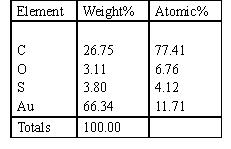 Element Weight% Atomic%
C 26.75 77.41
O 3.11 6.76
S 3.80 4.12
Au 66.34 11.71
Totals 100.00